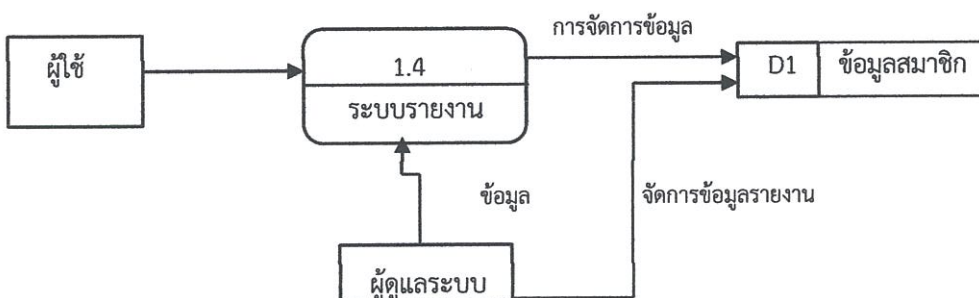 การจัดการข้อมูล
ผู้ใช้
1.4
D1 ข้อมูลสมาชิก
ระบบรายงาน
ข้อมูล
จัดการข้อมูลรายงาน
ผู้ดูแลระบบ